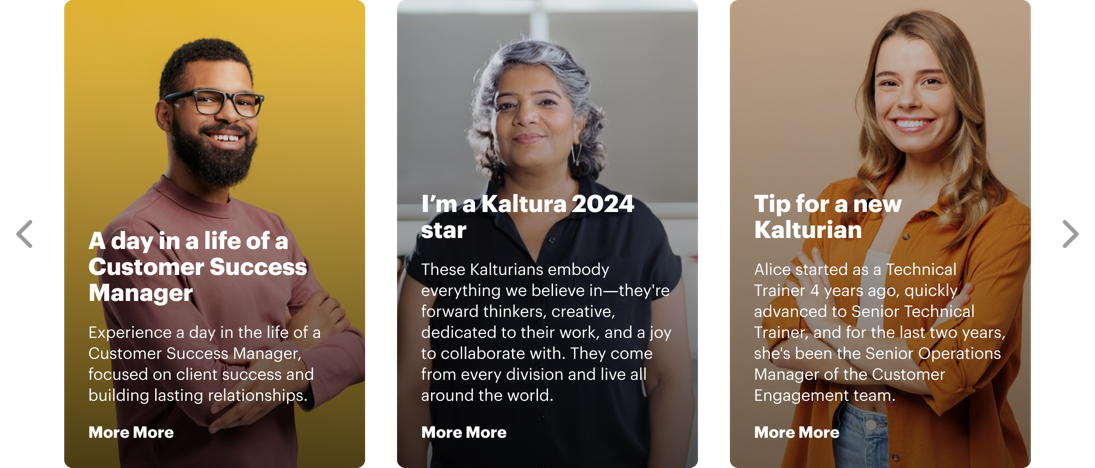 A day in a life of a
Customer Success
Manager
Experience a day in the life of a
Customer Success Manager,
focused on client success and
building lasting relationships.
More More
I'm a Kaltura 2024
star
These Kalturians embody
everything we believe in—they're
forward thinkers, creative,
dedicated to their work, and a joy
to collaborate with. They come
from every division and live all
around the world.
More More
Tip for a new
Kalturian
Alice started as a Technical
Trainer 4 years ago, quickly
advanced to Senior Technical
Trainer, and for the last two years,
she's been the Senior Operations
Manager of the Customer
Engagement team.
More More